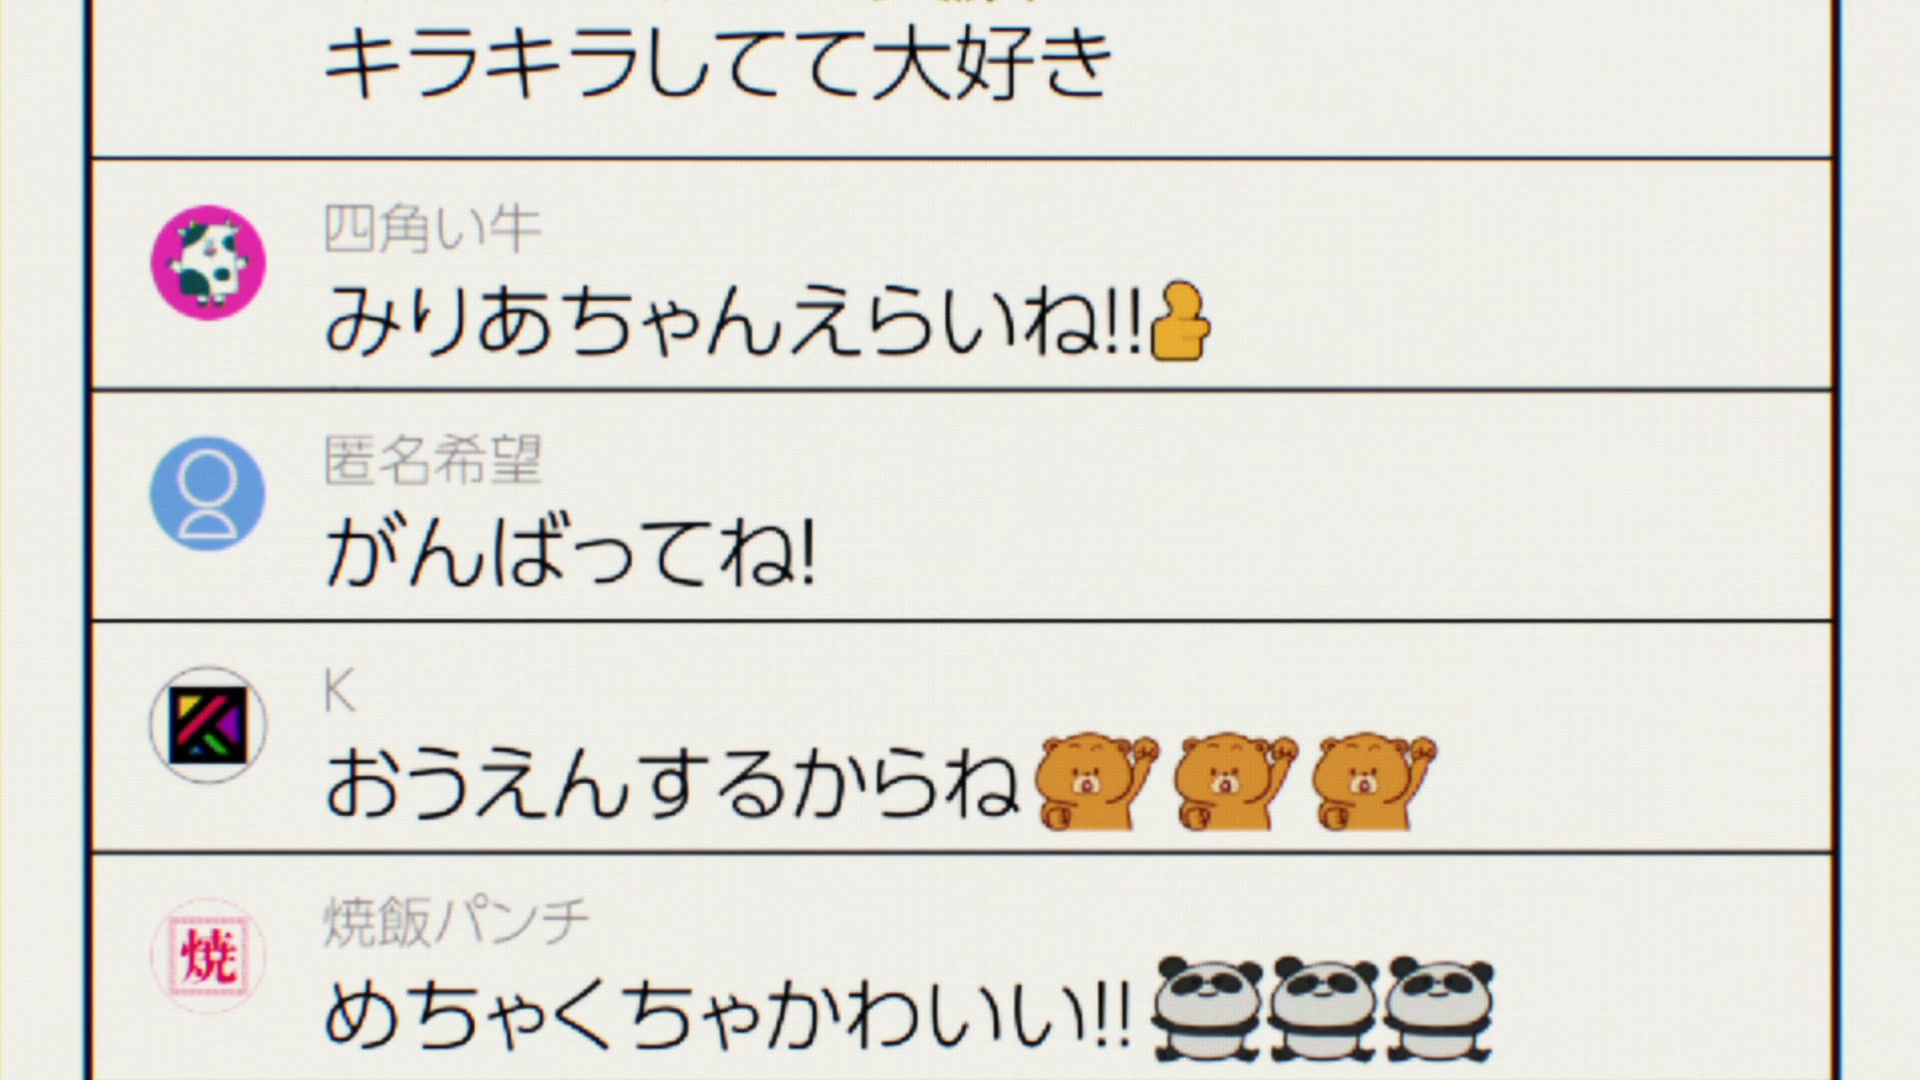 キラキラしてて大好き
四角い牛
みりあちゃんえらいね!!
匿名希望
がんばってね!
K
おうえんするからね
焼飯パンチ
焼
めちゃくちゃかわいい!!